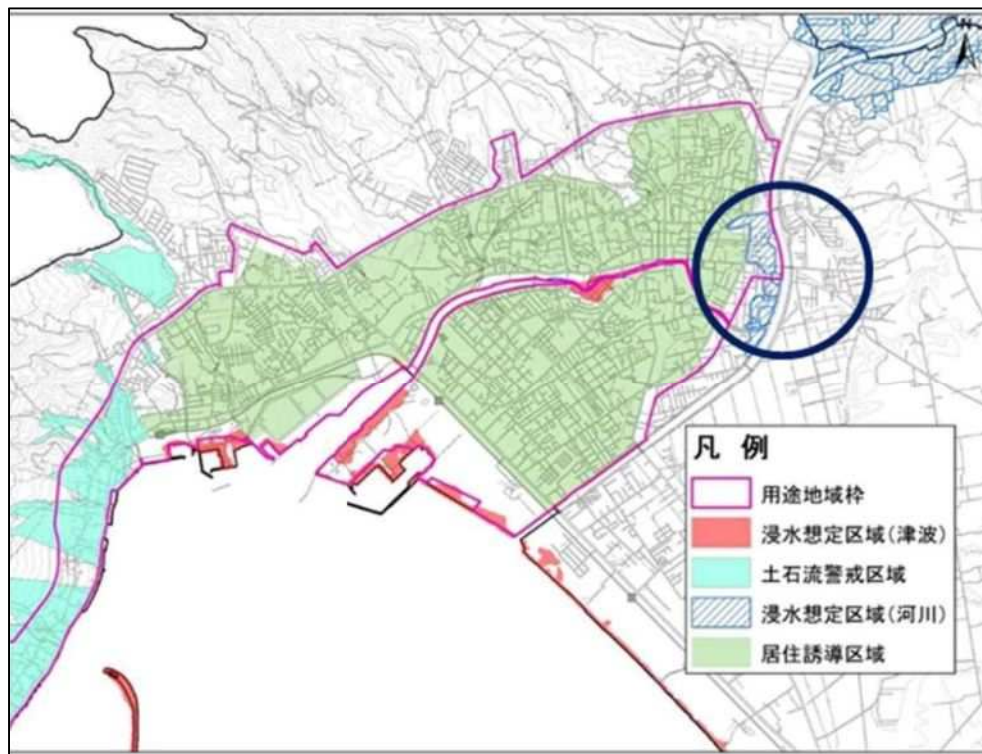 N
凡 例
用途地域枠
浸水想定区域(津波)
土石流警戒区域
浸水想定区域(河川)
居住誘導区域